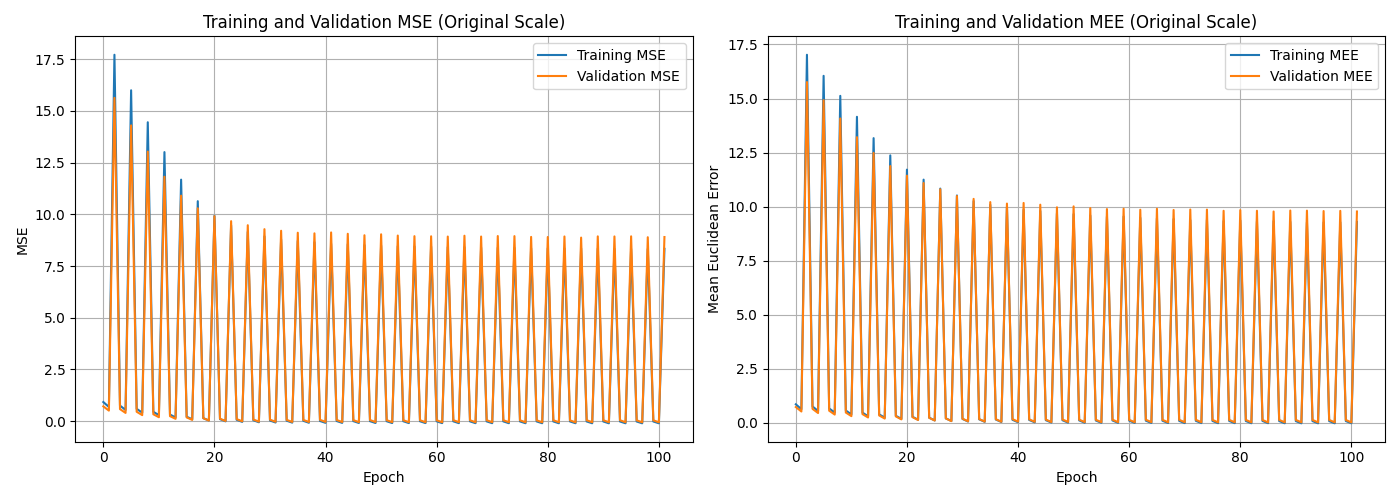 Training and Validation MSE (Original Scale)
Training MSE
Validation MSE
MSE
17.5
15.0
12.5
10.0
7.5
5.0
2.5
0.0
0 20 40 60 80 100
Epoch
Training and Validation MEE (Original Scale)
Training MEE
Validation MEE
Mean Euclidean Error
17.5
15.0
12.5
10.0
7.5
5.0
2.5
0.0
0 20 40 60 80 100
Epoch